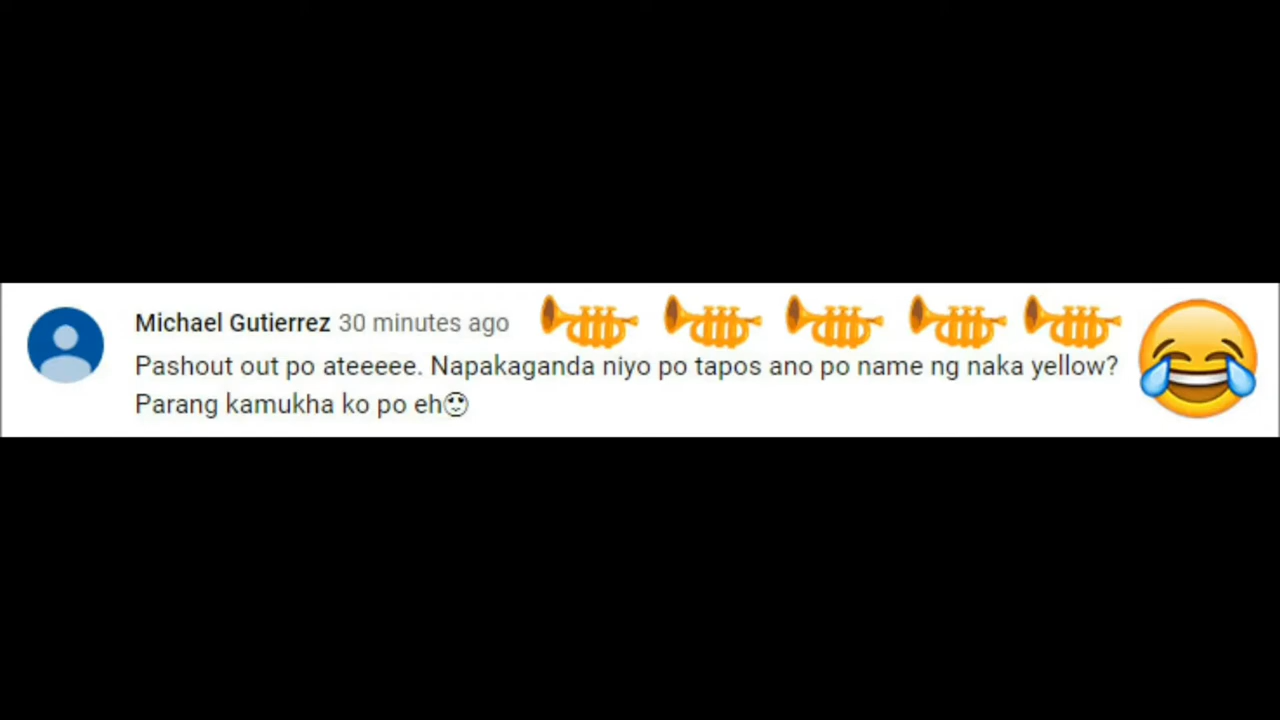 Michael Gutierrez 30 minutes ago
Pashout out po ateeeee. Napakaganda niyo po tapos ano po name ng naka yellow?
Parang kamukha ko po eh